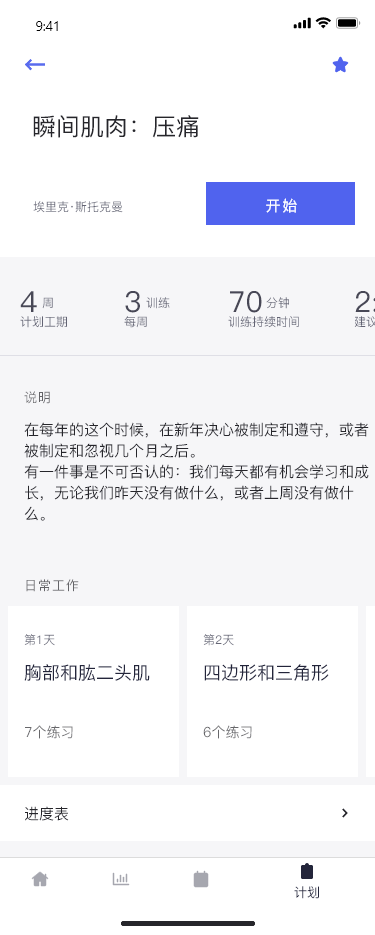 9:41
瞬间肌肉：压痛
埃里克·斯托克曼
开始
4 周
计划工期
3 训练
每周
70 分钟
训练持续时间
2
建议
说明
在每年的这个时候，在新年决心被制定和遵守，或者
被制定和忽视几个月之后。
有一件事是不可否认的：我们每天都有机会学习和成
长，无论我们昨天没有做什么，或者上周没有做什
么。
日常工作
第1天
胸部和肱二头肌
7个练习
第2天
四边形和三角形
6个练习
进度表
计划